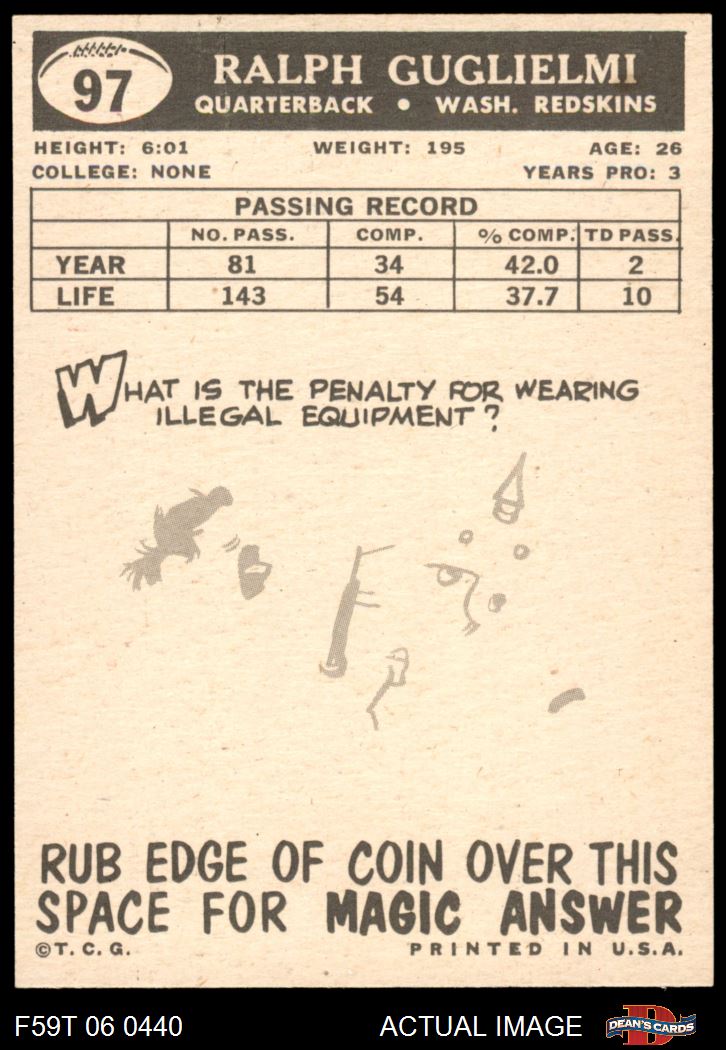 97
RALPH GUGLIELMI
QUARTERBACK • WASH. REDSKINS
HEIGHT: 6:01 WEIGHT: 195 AGE: 26
COLLEGE: NONE YEARS PRO: 3
PASSING RECORD
NO. PASS. COMP. % COMP. TD PASS.
YEAR 81 34 42.0 2
LIFE 143 54 37.7 10
WHAT IS THE PENALTY FOR WEARING
ILLEGAL EQUIPMENT?
RUB EDGE OF COIN OVER THIS
SPACE FOR MAGIC ANSWER
©T. C. G. PRINTED IN U.S.A.
F59T 06 0440 ACTUAL IMAGE D DEAN'S CARDS